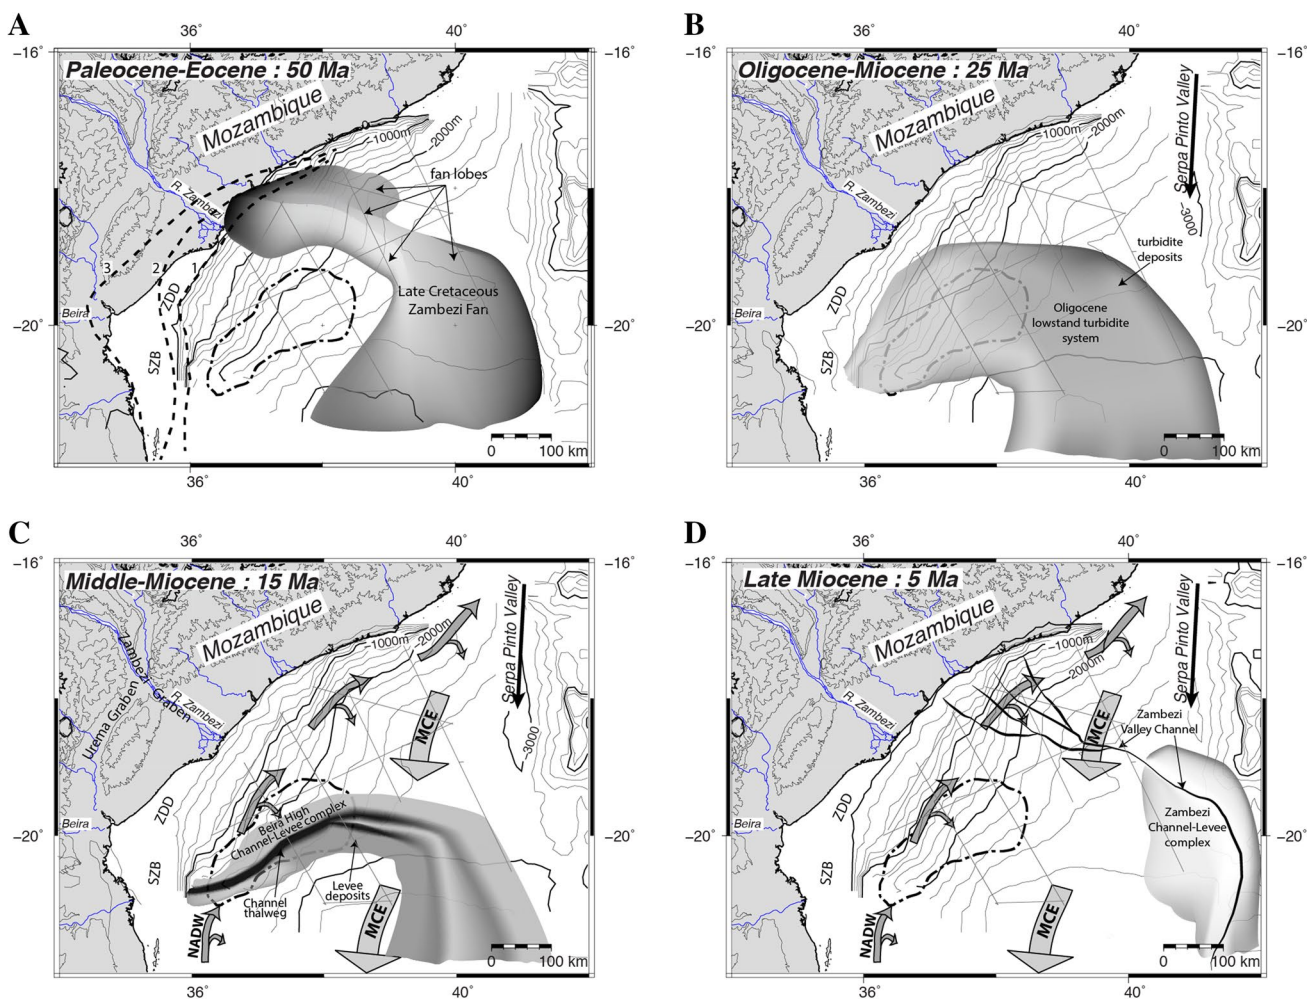 A
36°
40°
−16°
Paleocene-Eocene : 50 Ma
Mozambique
−1000m
−2000m
fan lobes
R. Zambezi
3
2
1
ZDD
Beira
SZB
−20°
Late Cretaceous
Zambezi Fan
0 100 km
36°
40°
B
36°
40°
−16°
−16°
Oligocene-Miocene : 25 Ma
Mozambique
−1000m
−2000m
Serpa Pinto Valley
−3000
R. Zambezi
turbidite
deposits
ZDD
Beira
SZB
−20°
−20°
Oligocene
lowstand turbidite
system
0 100 km
36°
40°
C
36°
40°
−16°
Middle-Miocene : 15 Ma
Mozambique
−1000m
−2000m
Serpa Pinto Valley
−3000
Zambezi Graben
Urema Graben
R. Zambezi
MCE
ZDD
Beira
SZB
−20°
Beira High
Channel-Levee complex
Channel
thalweg
Levee
deposits
MCE
NADW
0 100 km
36°
40°
D
36°
40°
−16°
−16°
Late Miocene : 5 Ma
Mozambique
−1000m
−2000m
Serpa Pinto Valley
R. Zambezi
MCE
Zambezi
Valley Channel
ZDD
Beira
SZB
−20°
−20°
Zambezi
Channel-Levee
complex
MCE
NADW
0 100 km
36°
40°